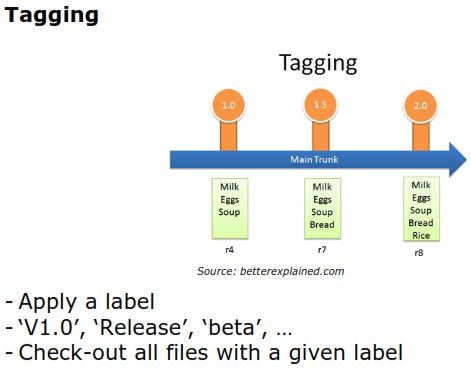 Tagging
Tagging
1.0 1.5 2.0
Main Trunk
Milk
Eggs
Soup
r4
Milk
Eggs
Soup
Bread
r7
Milk
Eggs
Soup
Bread
Rice
r8
Source: betterexplained.com
- Apply a label
- ‘V1.0’, ‘Release’, ‘beta’, …
- Check-out all files with a given label